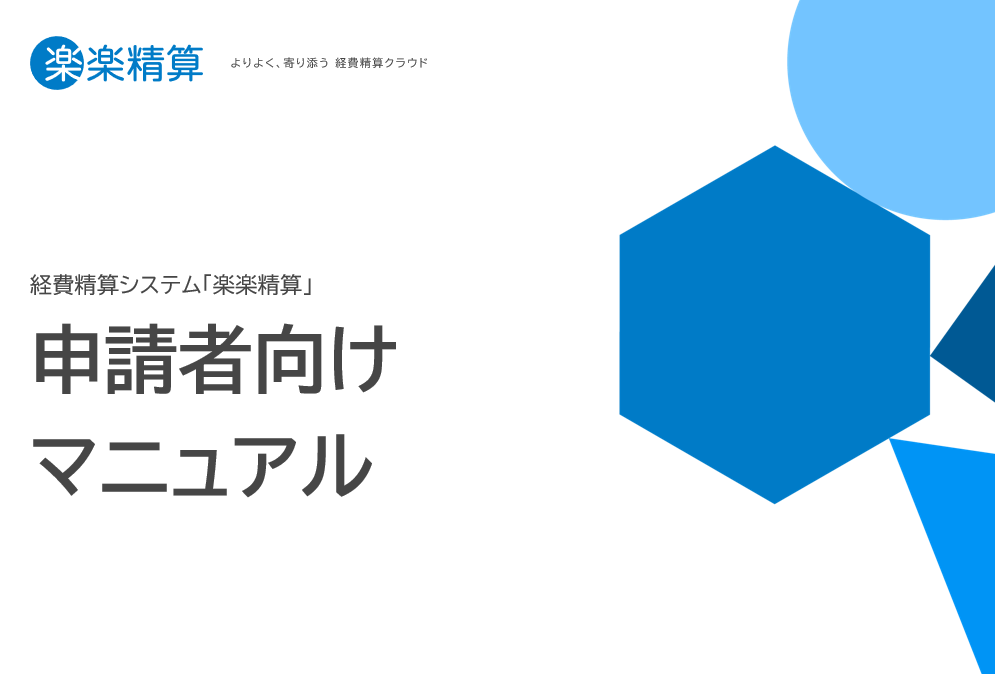 楽楽精算
よりよく、寄り添う 経費精算クラウド
経費精算システム「楽楽精算」
申請者向け
マニュアル